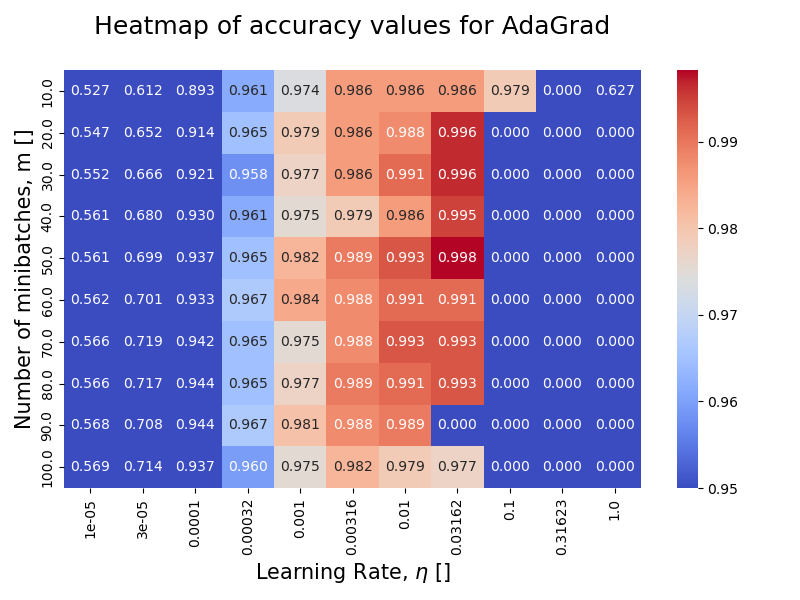 Heatmap of accuracy values for AdaGrad
Number of minibatches, m []
10.0 0.527 0.612 0.893 0.961 0.974 0.986 0.986 0.986 0.979 0.000 0.627
20.0 0.547 0.652 0.914 0.965 0.979 0.986 0.988 0.996 0.000 0.000 0.000
30.0 0.552 0.666 0.921 0.958 0.977 0.986 0.991 0.996 0.000 0.000 0.000
40.0 0.561 0.680 0.930 0.961 0.975 0.979 0.986 0.995 0.000 0.000 0.000
50.0 0.561 0.699 0.937 0.965 0.982 0.989 0.993 0.998 0.000 0.000 0.000
60.0 0.562 0.701 0.933 0.967 0.984 0.988 0.991 0.991 0.000 0.000 0.000
70.0 0.566 0.719 0.942 0.965 0.975 0.988 0.993 0.993 0.000 0.000 0.000
80.0 0.566 0.717 0.944 0.965 0.977 0.989 0.991 0.993 0.000 0.000 0.000
90.0 0.568 0.708 0.944 0.967 0.981 0.988 0.989 0.000 0.000 0.000 0.000
100.0 0.569 0.714 0.937 0.960 0.975 0.982 0.979 0.977 0.000 0.000 0.000
1e-05 3e-05 0.0001 0.00032 0.001 0.00316 0.01 0.03162 0.1 0.31623 1.0
Learning Rate, η []
0.99
0.98
0.97
0.96
0.95